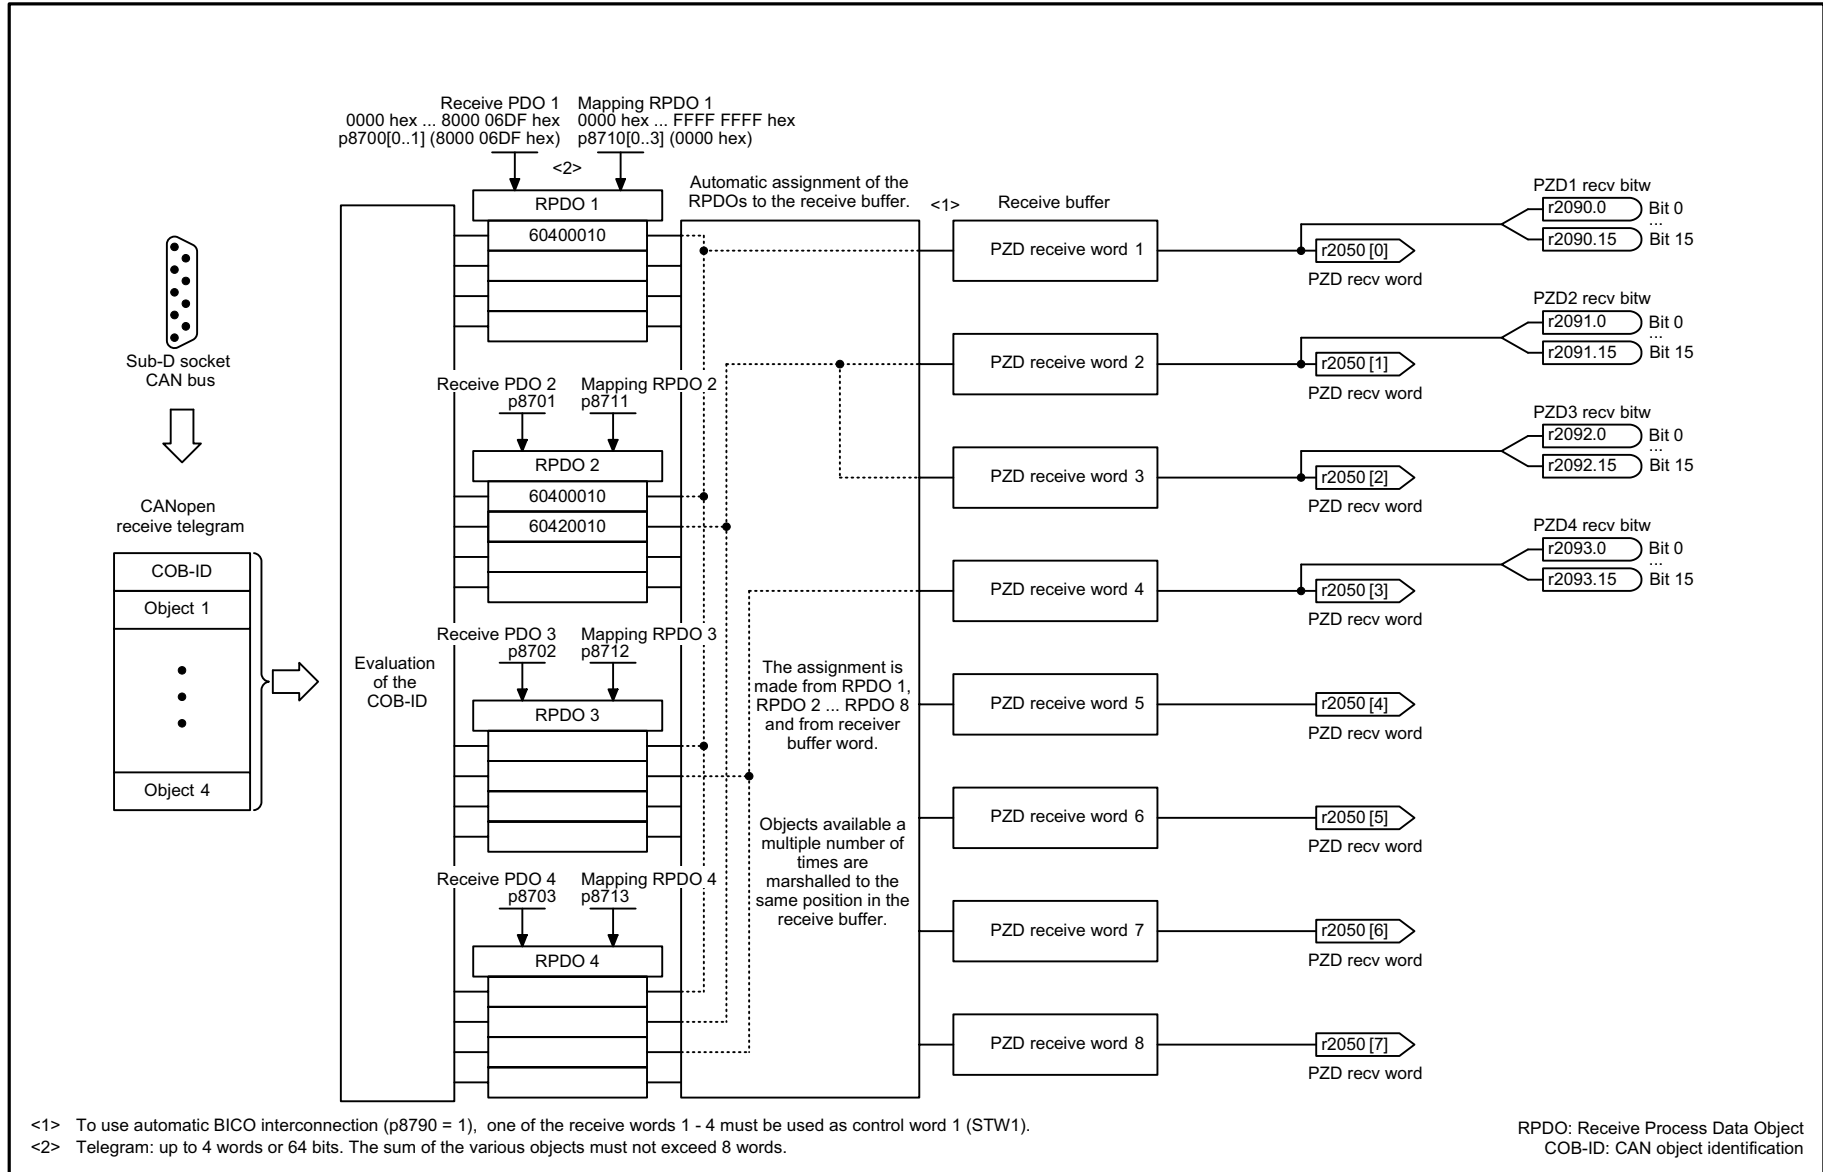 Receive PDO 1
0000 hex ... 8000 06DF hex
p8700[0..1] (8000 06DF hex)
Mapping RPDO 1
0000 hex ... FFFF FFFF hex
p8710[0..3] (0000 hex)
<2>
RPDO 1
60400010
Automatic assignment of the
RPDOs to the receive buffer.
<1>
Receive buffer
Sub-D socket
CAN bus
CANopen
receive telegram
COB-ID
Object 1
Object 4
Evaluation
of the
COB-ID
Receive PDO 2
p8701
Mapping RPDO 2
p8711
RPDO 2
60400010
60420010
Receive PDO 3
p8702
Mapping RPDO 3
p8712
RPDO 3
Receive PDO 4
p8703
Mapping RPDO 4
p8713
RPDO 4
The assignment is
made from RPDO 1,
RPDO 2 ... RPDO 8
and from receiver
buffer word.
Objects available a
multiple number of
times are
marshalled to the
same position in the
receive buffer.
PZD receive word 1
r2050 [0]
PZD recv word
PZD1 recv bitw
r2090.0 Bit 0
...
r2090.15 Bit 15
PZD receive word 2
r2050 [1]
PZD recv word
PZD2 recv bitw
r2091.0 Bit 0
...
r2091.15 Bit 15
PZD receive word 3
r2050 [2]
PZD recv word
PZD3 recv bitw
r2092.0 Bit 0
...
r2092.15 Bit 15
PZD receive word 4
r2050 [3]
PZD recv word
PZD4 recv bitw
r2093.0 Bit 0
...
r2093.15 Bit 15
PZD receive word 5
r2050 [4]
PZD recv word
PZD receive word 6
r2050 [5]
PZD recv word
PZD receive word 7
r2050 [6]
PZD recv word
PZD receive word 8
r2050 [7]
PZD recv word
<1> To use automatic BICO interconnection (p8790 = 1), one of the receive words 1 - 4 must be used as control word 1 (STW1).
<2> Telegram: up to 4 words or 64 bits. The sum of the various objects must not exceed 8 words.
RPDO: Receive Process Data Object
COB-ID: CAN object identification